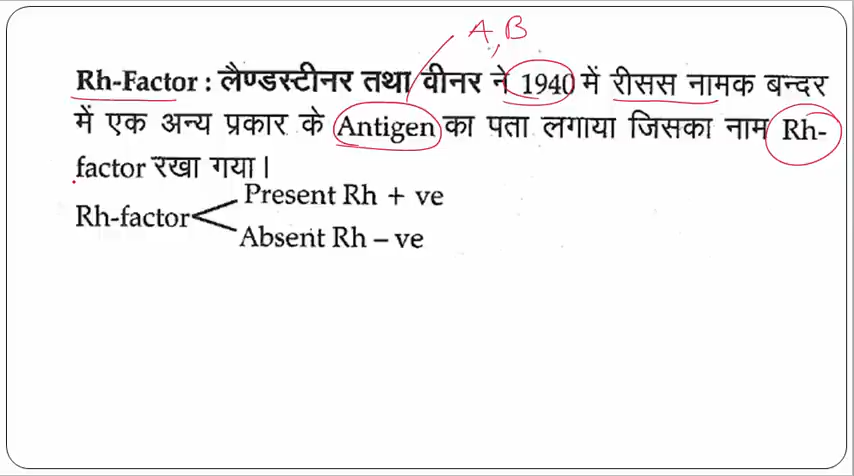 A, B
Rh-Factor : लैण्डस्टीनर तथा वीनर ने 1940 में रीसस नामक बन्दर
में एक अन्य प्रकार के Antigen का पता लगाया जिसका नाम Rh-
factor रखा गया।
Rh-factor
Present Rh + ve
Absent Rh – ve